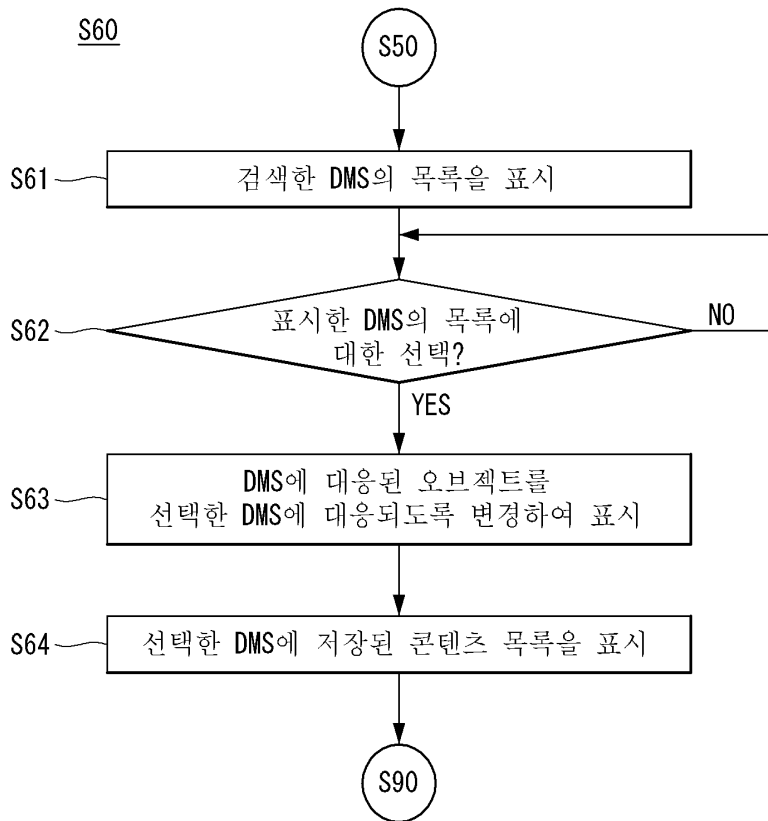 S60
S50
S61
검색한 DMS의 목록을 표시
S62
표시한 DMS의 목록에
대한 선택?
NO
YES
S63
DMS에 대응된 오브젝트를
선택한 DMS에 대응되도록 변경하여 표시
S64
선택한 DMS에 저장된 콘텐츠 목록을 표시
S90